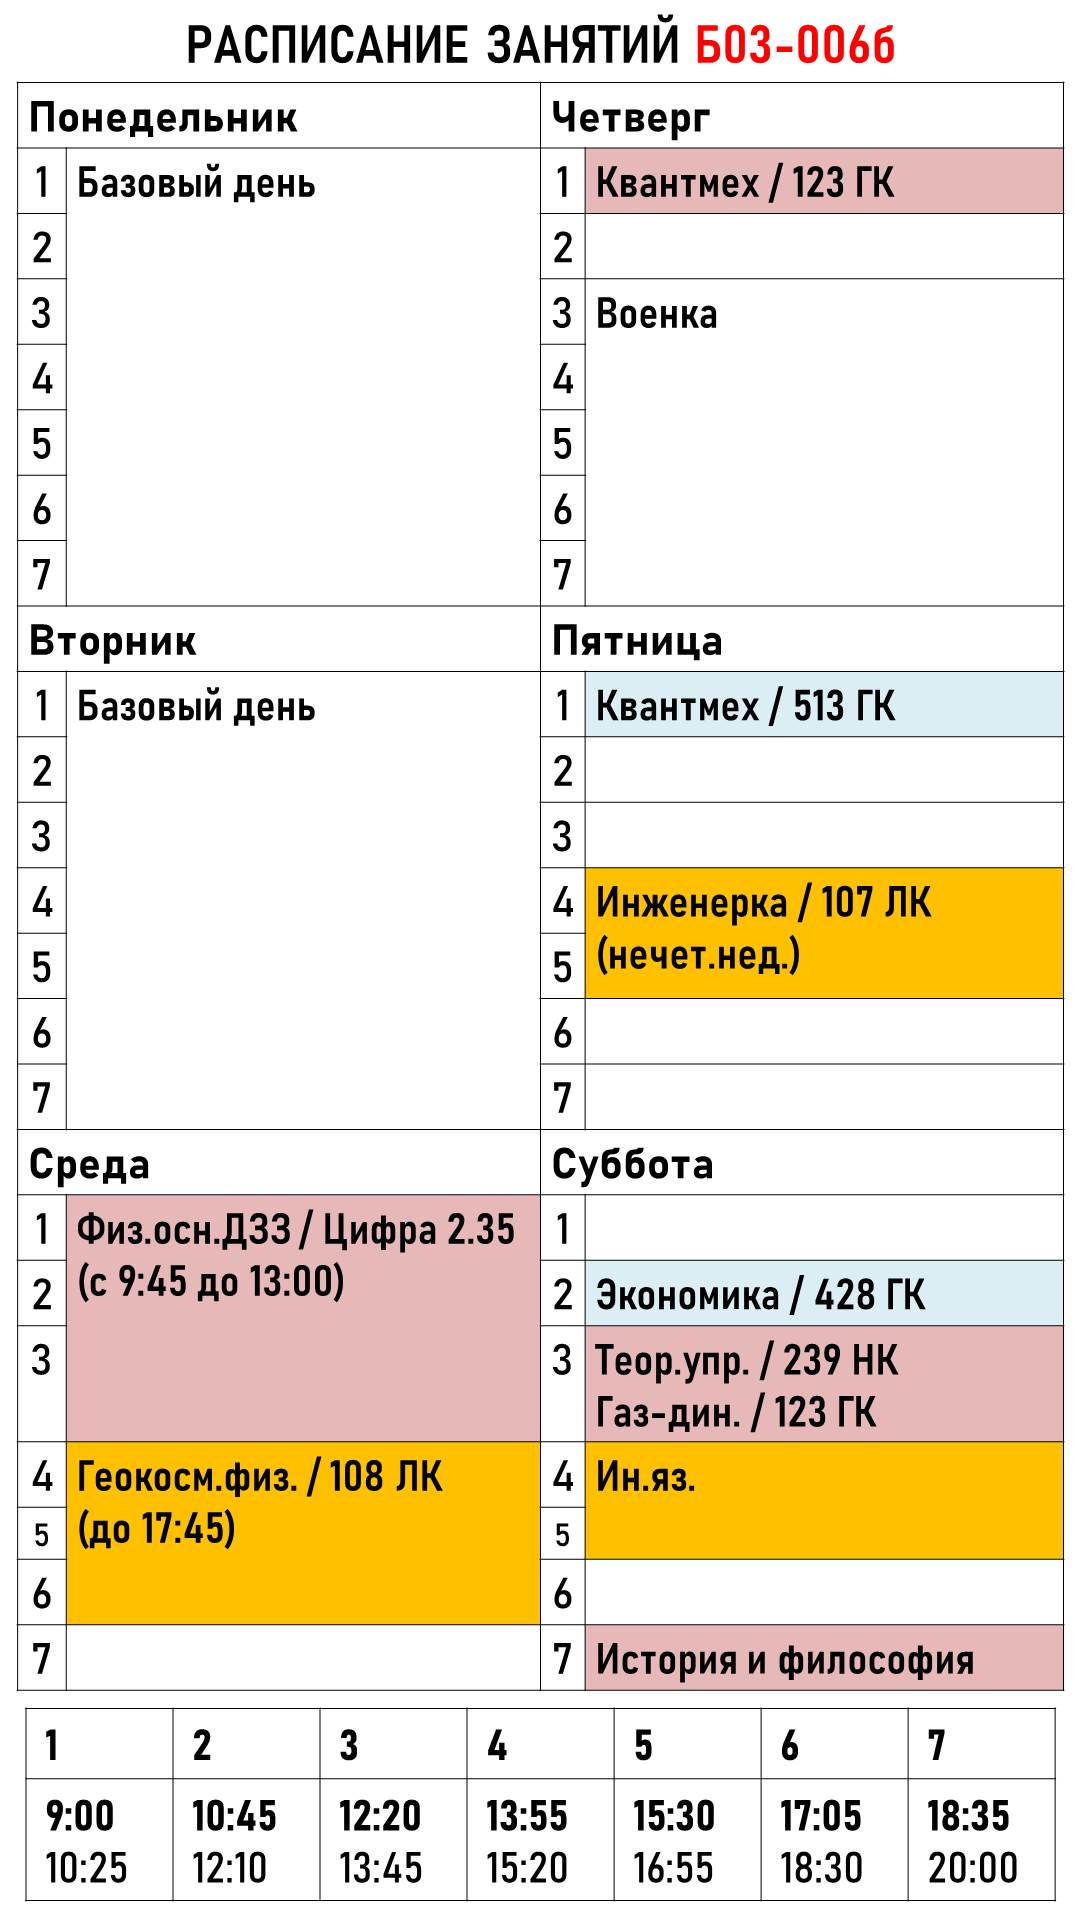 РАСПИСАНИЕ ЗАНЯТИЙ Б03-006б
Понедельник
1 Базовый день
2
3
4
5
6
7
Вторник
1 Базовый день
2
3
4
5
6
7
Среда
1 Физ.осн.ДЗЗ / Цифра 2.35
(с 9:45 до 13:00)
2
3
4 Геокосм.физ. / 108 ЛК
(до 17:45)
5
6
7
Четверг
1 Квантмех / 123 ГК
2
3 Военка
4
5
6
7
Пятница
1 Квантмех / 513 ГК
2
3
4 Инженерка / 107 ЛК
(нечет.нед.)
5
6
7
Суббота
1
2 Экономика / 428 ГК
3 Теор.упр. / 239 НК
Газ-дин. / 123 ГК
4 Ин.яз.
5
6
7 История и философия
1 2 3 4 5 6 7
9:00 10:45 12:20 13:55 15:30 17:05 18:35
10:25 12:10 13:45 15:20 16:55 18:30 20:00